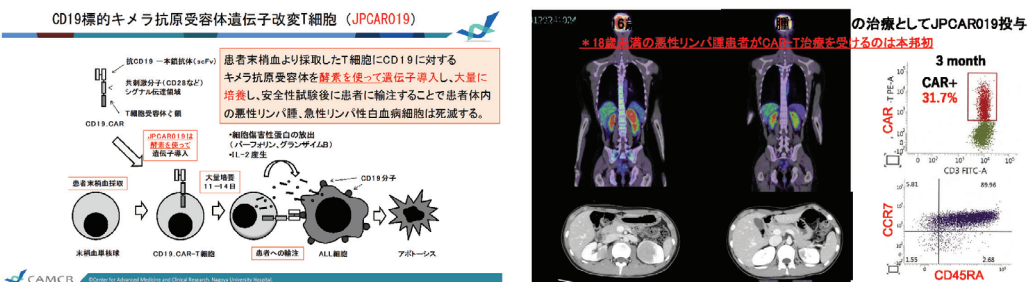 CD19標的キメラ抗原受容体遺伝子改変T細胞（JPCAR019）
抗CD19 一本鎖抗体（scFv）
共刺激分子（CD28など）
シグナル伝達領域
T細胞受容体ζ鎖
CD19.CAR
患者末梢血より採取したT細胞にCD19に対する
キメラ抗原受容体を酵素を使って遺伝子導入し、大量に
培養し、安全性試験後に患者に輸注することで患者体内
の悪性リンパ腫、急性リンパ性白血病細胞は死滅する。
JPCAR019は
酵素を使って
遺伝子導入
•細胞傷害性蛋白の放出
（パーフォリン、グランザイムB）
•IL-2産生
CD19分子
患者末梢血採取
大量培養
11－14日
患者への輸注
末梢血単核球
CD19.CAR-T細胞
ALL細胞
アポトーシス
CAMCR
©Center for Advanced Medicine and Clinical Research, Nagoya University Hospital.
16歳
腫
の治療としてJPCAR019投与
＊18歳未満の悪性リンパ腫患者がCAR-T治療を受けるのは本邦初
3 month
CAR+
31.7%
CAR -T PE-A
CD3 FITC-A
5.81
89.96
CCR7
1.55
2.68
CD45RA